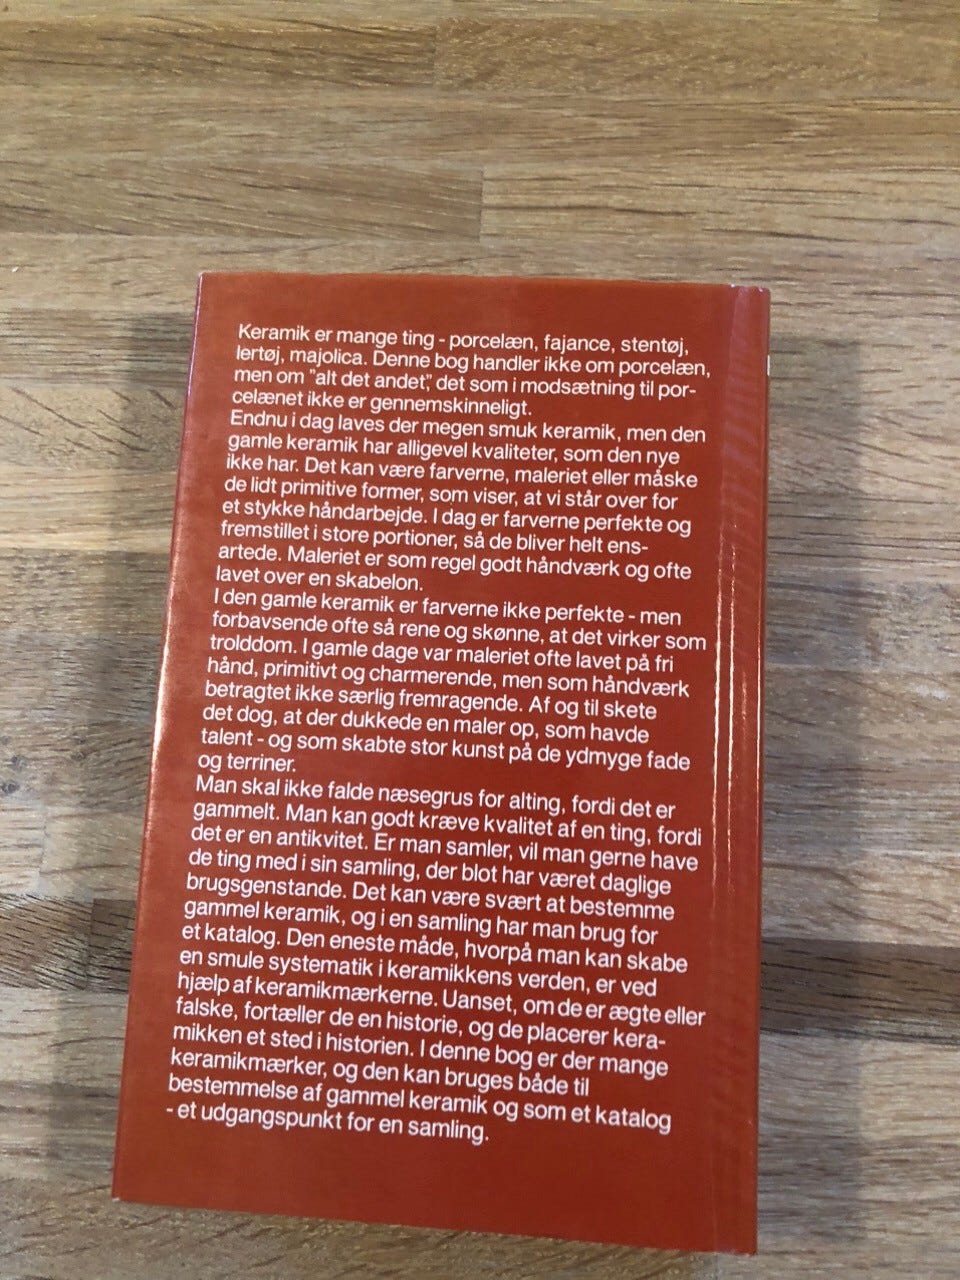 Keramik er mange ting - porcelæn, fajance, stentøj,
lertøj, majolica. Denne bog handler ikke om porcelæn,
men om "alt det andet", det som i modsætning til por-
celænet ikke er gennemskinneligt.
Endnu i dag laves der megen smuk keramik, men den
gamle keramik har alligevel kvaliteter, som den nye
ikke har. Det kan være farverne, maleriet eller måske
de lidt primitive former, som viser, at vi står over for
et stykke håndarbejde. I dag er farverne perfekte og
fremstillet i store portioner, så de bliver helt ens-
artede. Maleriet er som regel godt håndværk og ofte
lavet over en skabelon.
I den gamle keramik er farverne ikke perfekte - men
forbavsende ofte så rene og skønne, at det virker som
trolddom. I gamle dage var maleriet ofte lavet på fri
hånd, primitivt og charmerende, men som håndværk
betragtet ikke særlig fremragende. Af og til skete
det dog, at der dukkede en maler op, som havde
talent - og som skabte stor kunst på de ydmyge fade
og terriner.
Man skal ikke falde næsegrus for alting, fordi det er
gammelt. Man kan godt kræve kvalitet af en ting, fordi
det er en antikvitet. Er man samler, vil man gerne have
de ting med i sin samling, der blot har været daglige
brugsgenstande. Det kan være svært at bestemme
gammel keramik, og i en samling har man brug for
et katalog. Den eneste måde, hvorpå man kan skabe
en smule systematik i keramikkens verden, er ved
hjælp af keramikmærkerne. Uanset, om de er ægte eller
falske, fortæller de en historie, og de placerer kera-
mikken et sted i historien. I denne bog er der mange
keramikmærker, og den kan bruges både til
bestemmelse af gammel keramik og som et katalog
- et udgangspunkt for en samling.